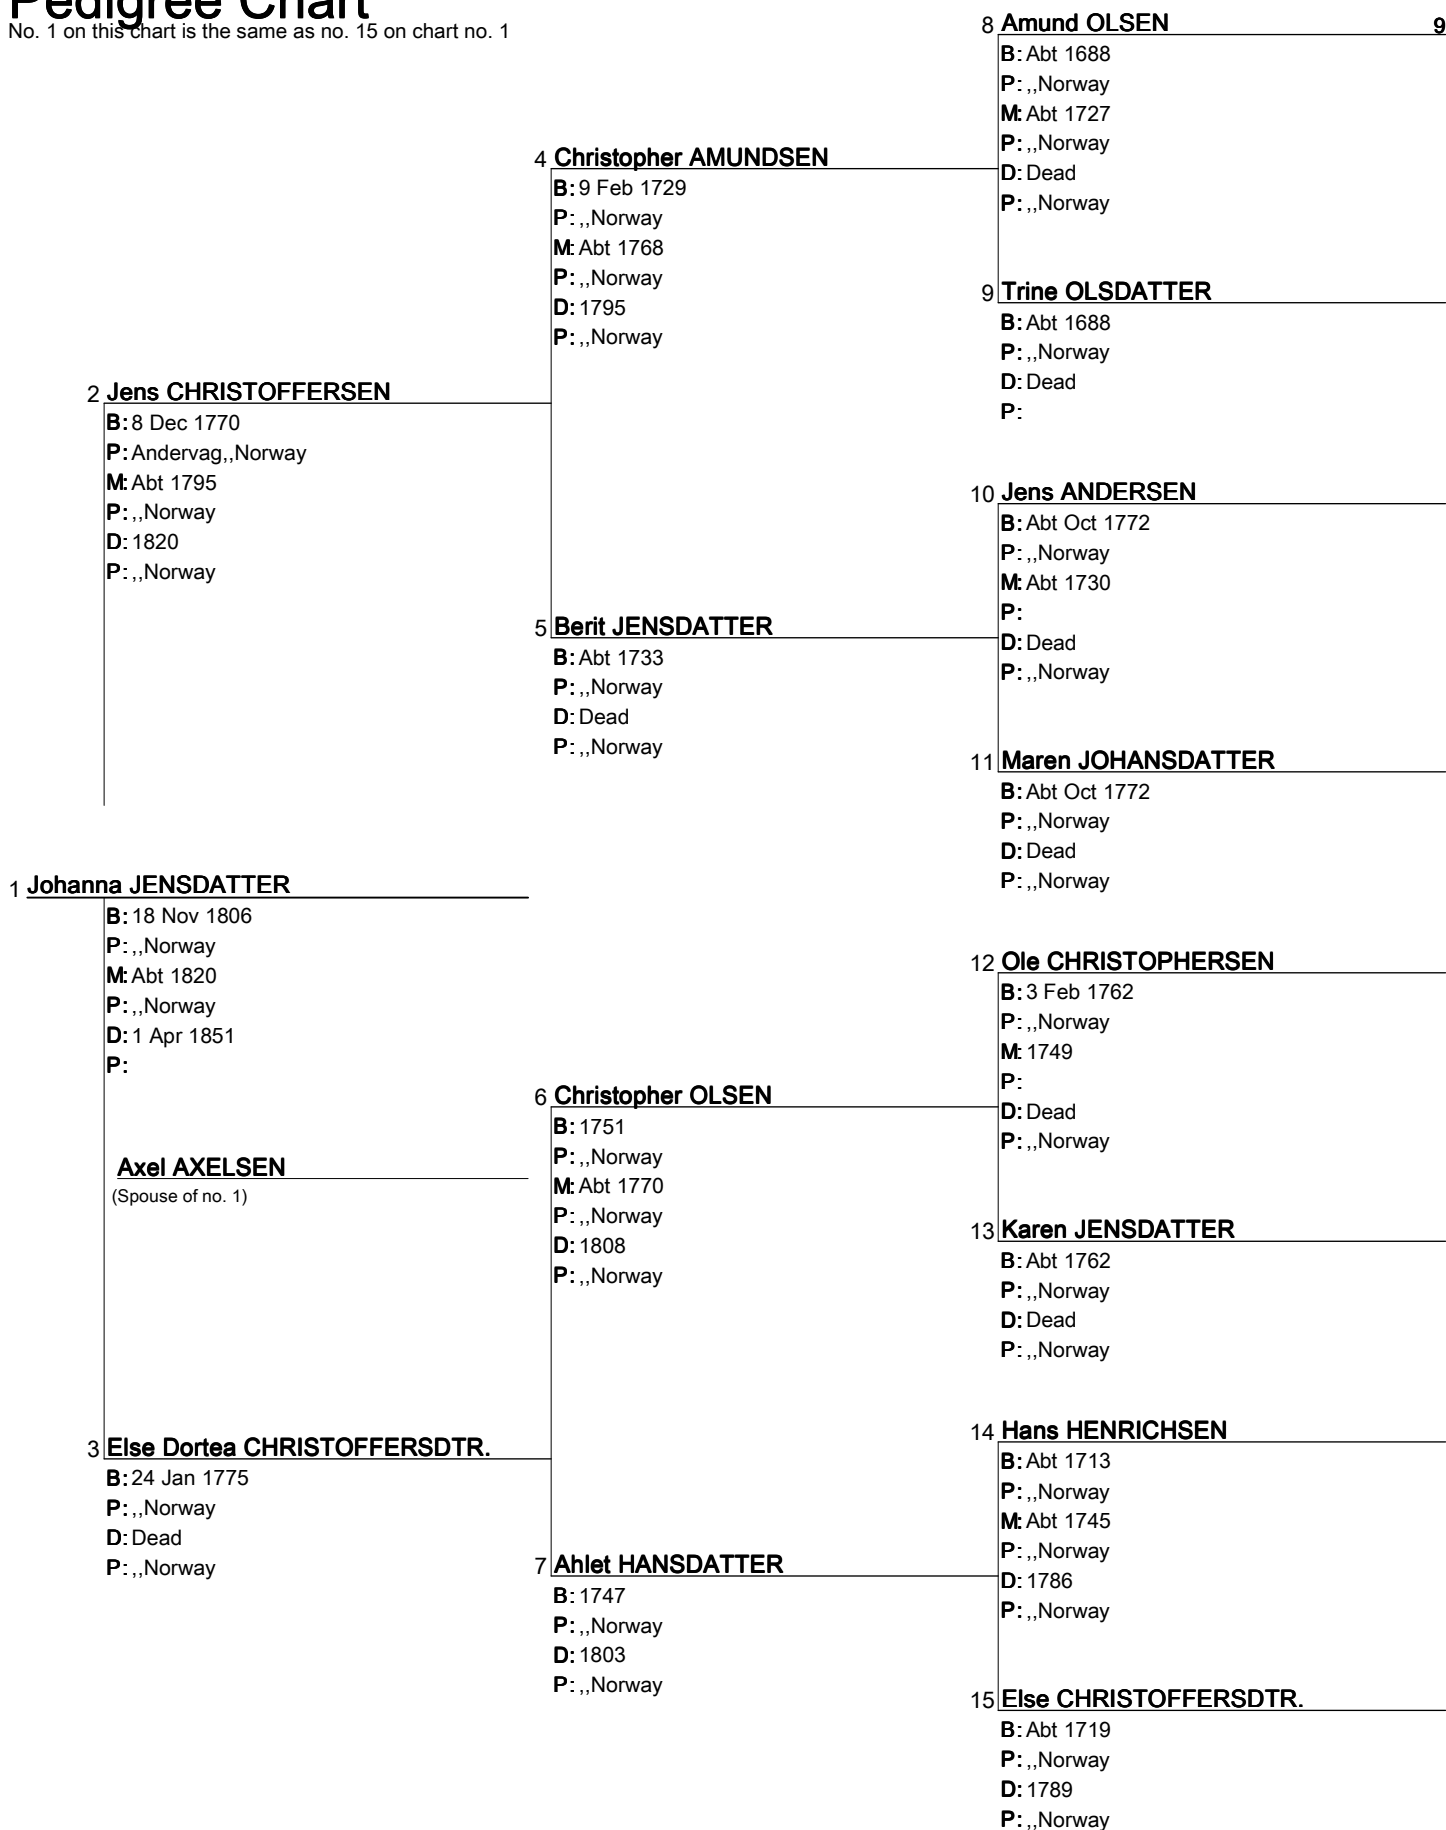 Pedigree Chart
No. 1 on this chart is the same as no. 15 on chart no. 1
8 Amund OLSEN 9
B: Abt 1688
P: ,,Norway
M: Abt 1727
P: ,,Norway
D: Dead
P: ,,Norway
4 Christopher AMUNDSEN
B: 9 Feb 1729
P: ,,Norway
M: Abt 1768
P: ,,Norway
D: 1795
P: ,,Norway
9 Trine OLSDATTER
B: Abt 1688
P: ,,Norway
D: Dead
P:
2 Jens CHRISTOFFERSEN
B: 8 Dec 1770
P: Andervag,,Norway
M: Abt 1795
P: ,,Norway
D: 1820
P: ,,Norway
10 Jens ANDERSEN
B: Abt Oct 1772
P: ,,Norway
M: Abt 1730
P:
D: Dead
P: ,,Norway
5 Berit JENSDATTER
B: Abt 1733
P: ,,Norway
D: Dead
P: ,,Norway
11 Maren JOHANSDATTER
B: Abt Oct 1772
P: ,,Norway
D: Dead
P: ,,Norway
1 Johanna JENSDATTER
B: 18 Nov 1806
P: ,,Norway
M: Abt 1820
P: ,,Norway
D: 1 Apr 1851
P:
12 Ole CHRISTOPHERSEN
B: 3 Feb 1762
P: ,,Norway
M: 1749
P:
D: Dead
P: ,,Norway
6 Christopher OLSEN
B: 1751
P: ,,Norway
M: Abt 1770
P: ,,Norway
D: 1808
P: ,,Norway
Axel AXELSEN
(Spouse of no. 1)
13 Karen JENSDATTER
B: Abt 1762
P: ,,Norway
D: Dead
P: ,,Norway
3 Else Dortea CHRISTOFFERSDTR.
B: 24 Jan 1775
P: ,,Norway
D: Dead
P: ,,Norway
14 Hans HENRICHSEN
B: Abt 1713
P: ,,Norway
M: Abt 1745
P: ,,Norway
D: 1786
P: ,,Norway
7 Ahlet HANSDATTER
B: 1747
P: ,,Norway
D: 1803
P: ,,Norway
15 Else CHRISTOFFERSDTR.
B: Abt 1719
P: ,,Norway
D: 1789
P: ,,Norway